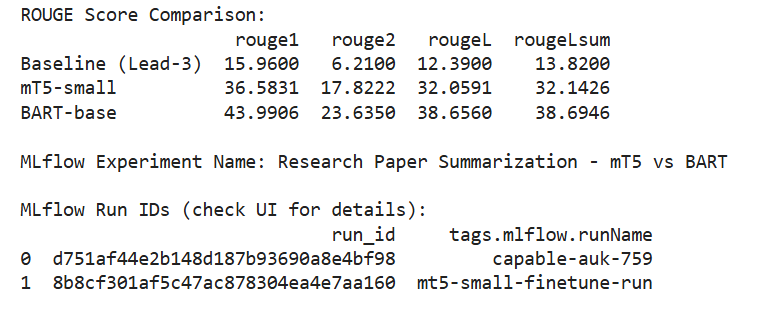 ROUGE Score Comparison:
rouge1 rouge2 rougeL rougeLsum
Baseline (Lead-3) 15.9600 6.2100 12.3900 13.8200
mT5-small 36.5831 17.8222 32.0591 32.1426
BART-base 43.9906 23.6350 38.6560 38.6946
MLflow Experiment Name: Research Paper Summarization - mT5 vs BART
MLflow Run IDs (check UI for details):
run_id tags.mlflow.runName
0 d751af44e2b148d187b93690a8e4bf98 capable-auk-759
1 8b8cf301af5c47ac878304ea4e7aa160 mt5-small-finetune-run